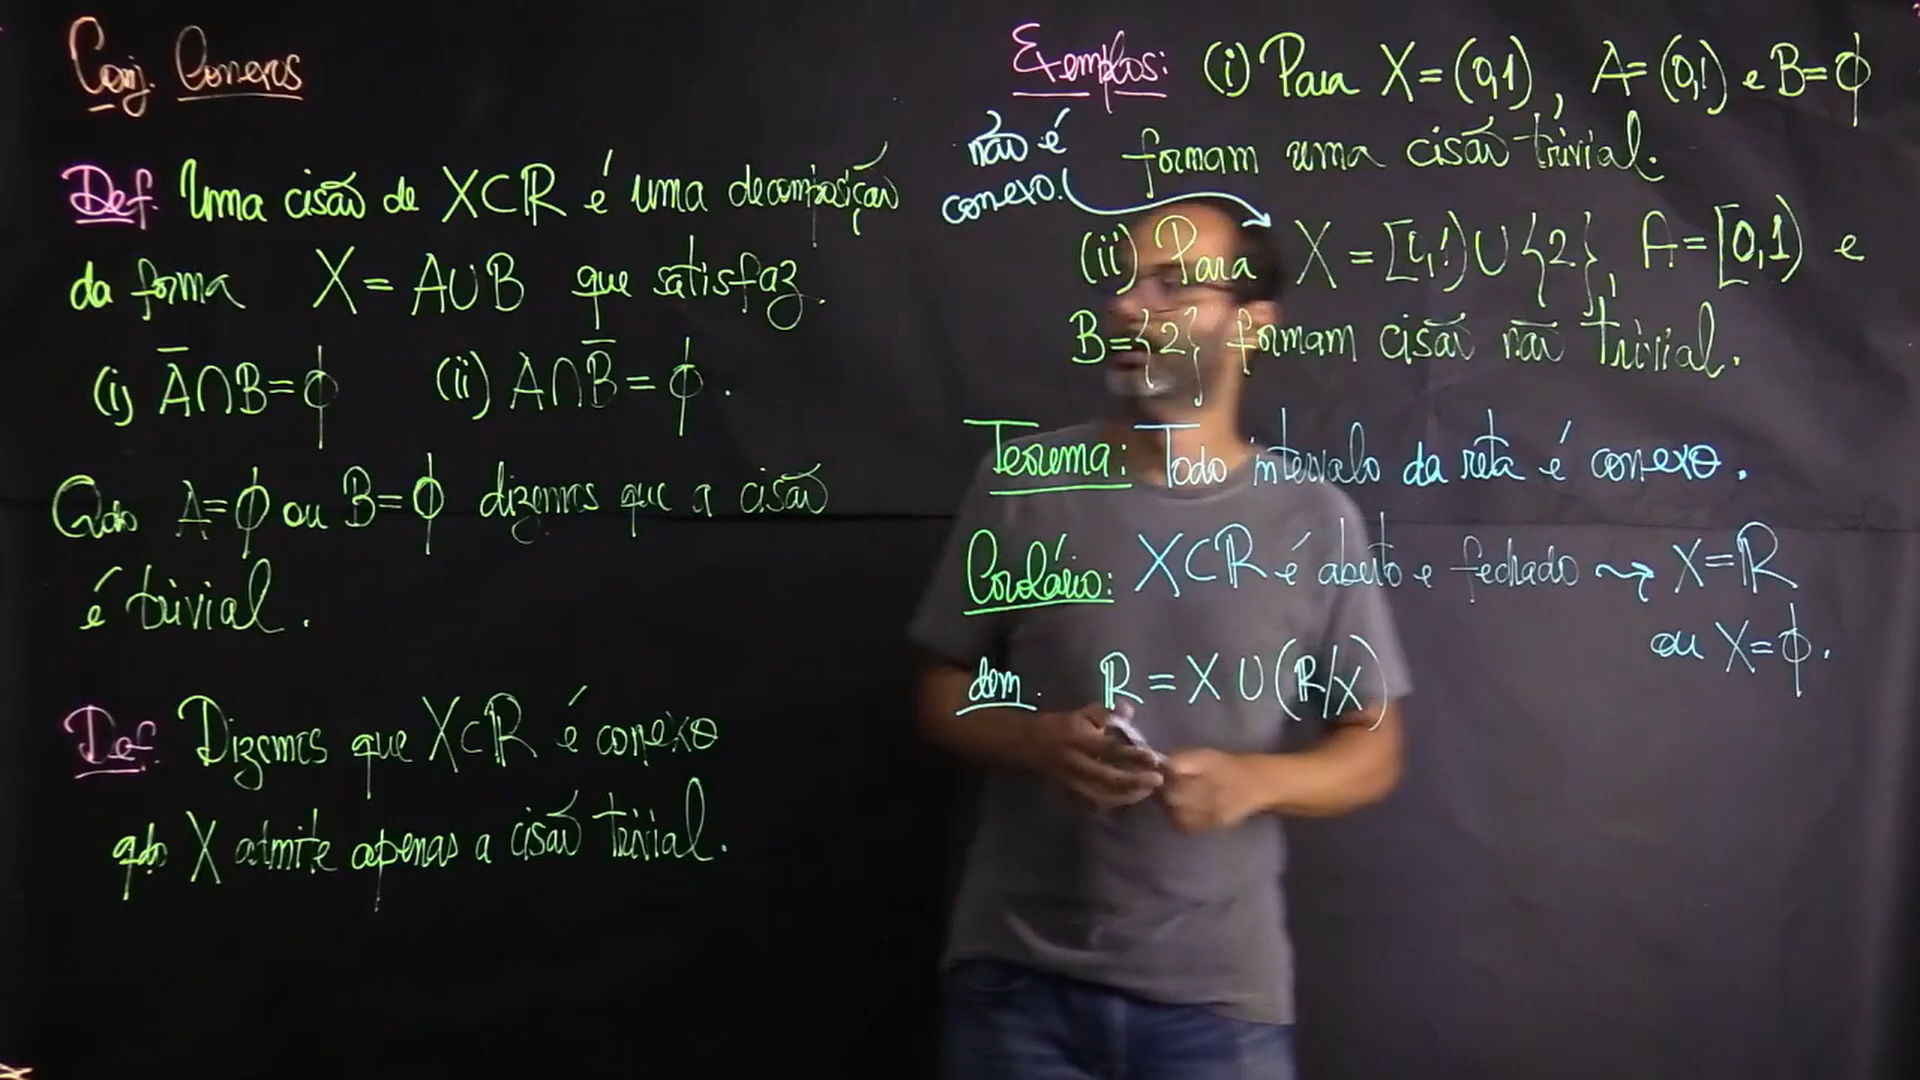 Conj. Conexos
Def. Uma cisão de X⊂ℝ é uma decomposição
da forma X = A∪B que satisfaz.
(i) A̅∩B=ϕ (ii) A∩B̅=ϕ.
Qdo A=ϕ ou B=ϕ dizemos que a cisão
é trivial.
Def. Dizemos que X⊂ℝ é conexo
qdo X admite apenas a cisão trivial.
Exemplos: (i) Para X=(0,1), A=(0,1) e B=ϕ
formam uma cisão trivial.
não é
conexo.
(ii) Para X=[0,1)∪{2}, A=[0,1) e
B={2} formam cisão não trivial.
Teorema: Todo intervalo da reta é conexo.
Corolário: X⊂ℝ é aberto e fechado ⇝ X=ℝ
ou X=ϕ.
dem. ℝ = X ∪ (ℝ/X)